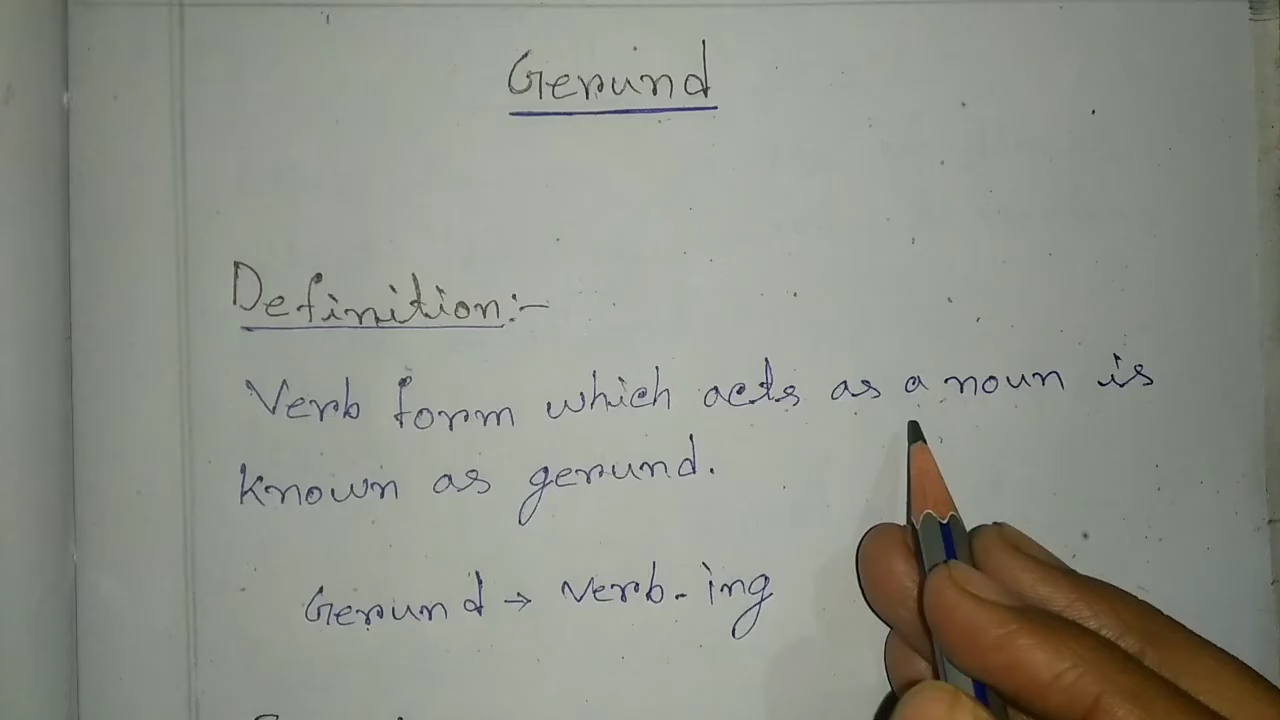 Gerund
Definition:-
Verb form which acts as a noun is
known as gerund.
Gerund → verb-ing